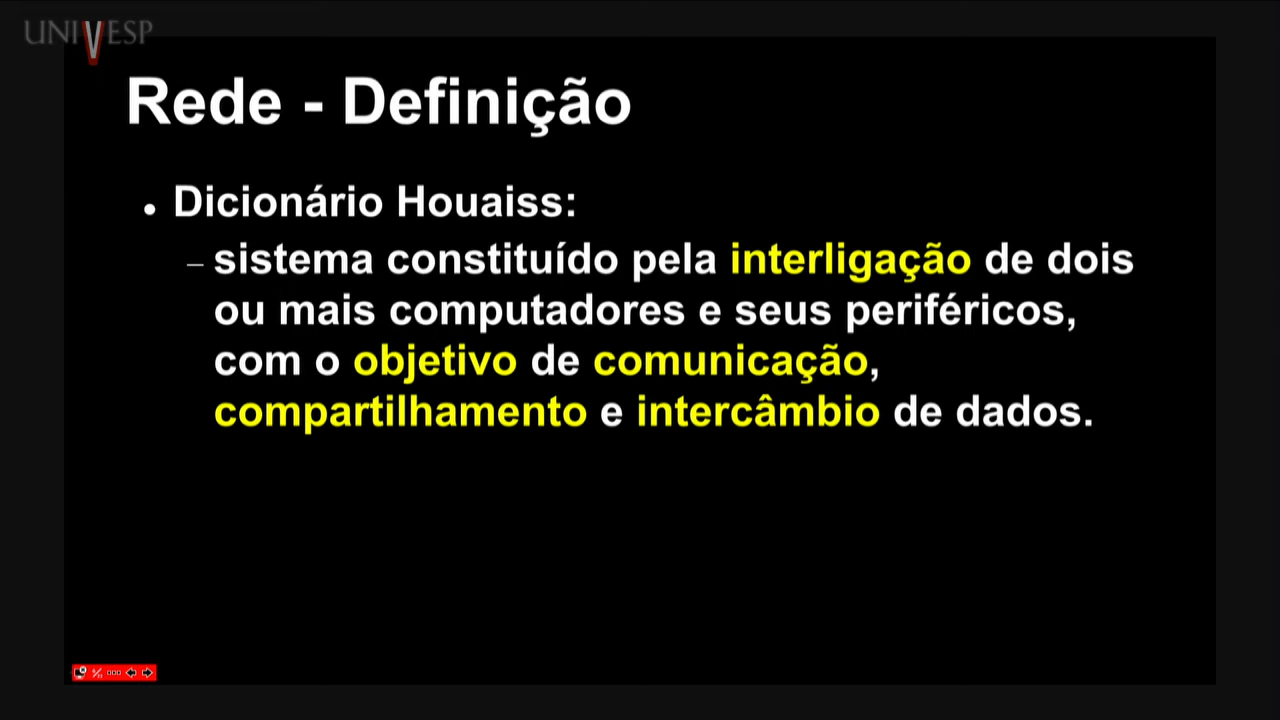 UNIVESP
Rede - Definição
• Dicionário Houaiss:
– sistema constituído pela interligação de dois
ou mais computadores e seus periféricos,
com o objetivo de comunicação,
compartilhamento e intercâmbio de dados.